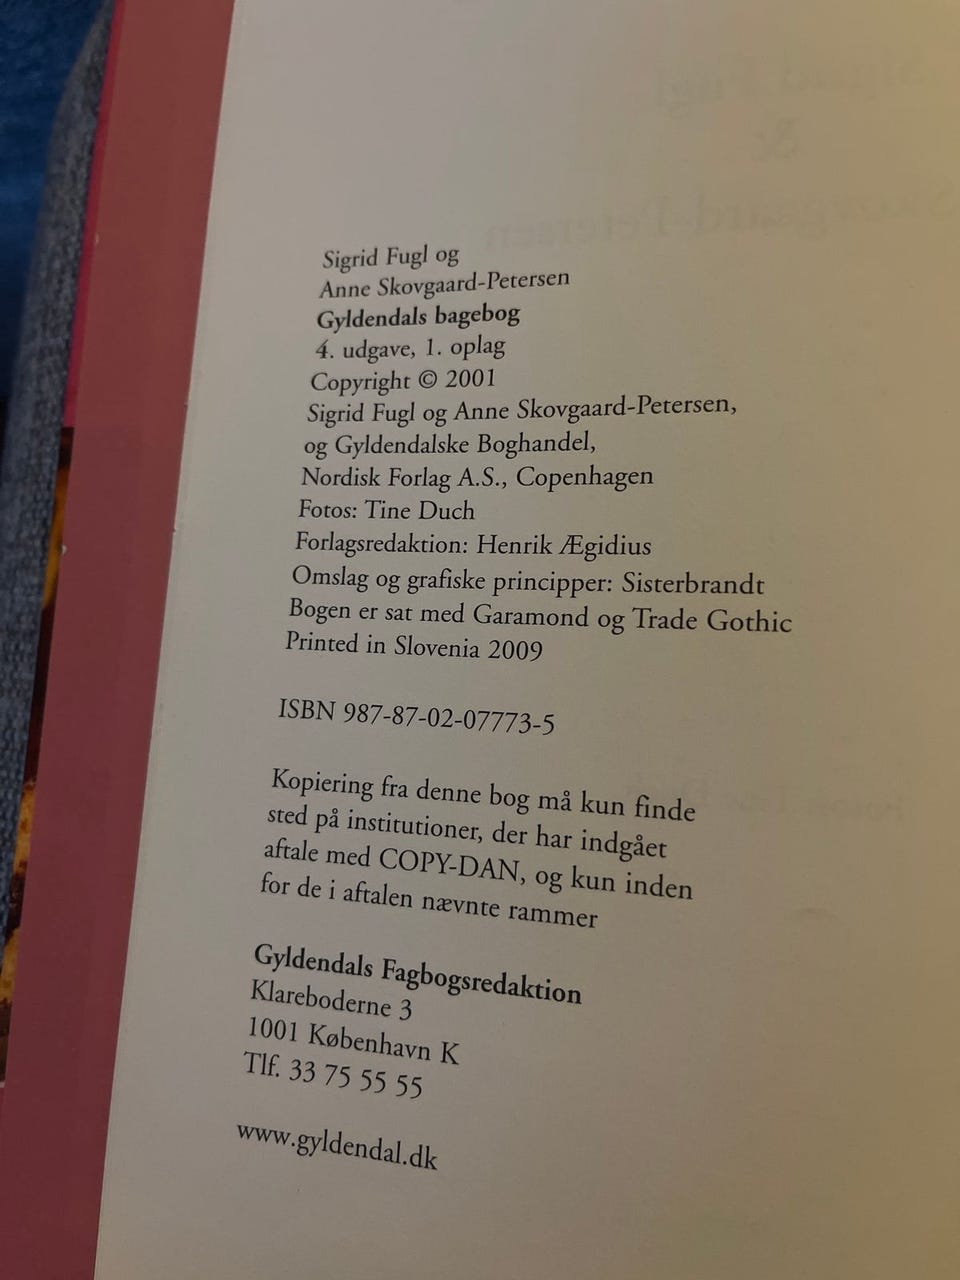 Sigrid Fugl og
Anne Skovgaard-Petersen
Gyldendals bagebog
4. udgave, 1. oplag
Copyright © 2001
Sigrid Fugl og Anne Skovgaard-Petersen,
og Gyldendalske Boghandel,
Nordisk Forlag A.S., Copenhagen
Fotos: Tine Duch
Forlagsredaktion: Henrik Ægidius
Omslag og grafiske principper: Sisterbrandt
Bogen er sat med Garamond og Trade Gothic
Printed in Slovenia 2009
ISBN 987-87-02-07773-5
Kopiering fra denne bog må kun finde
sted på institutioner, der har indgået
aftale med COPY-DAN, og kun inden
for de i aftalen nævnte rammer
Gyldendals Fagbogsredaktion
Klareboderne 3
1001 København K
Tlf. 33 75 55 55
www.gyldendal.dk